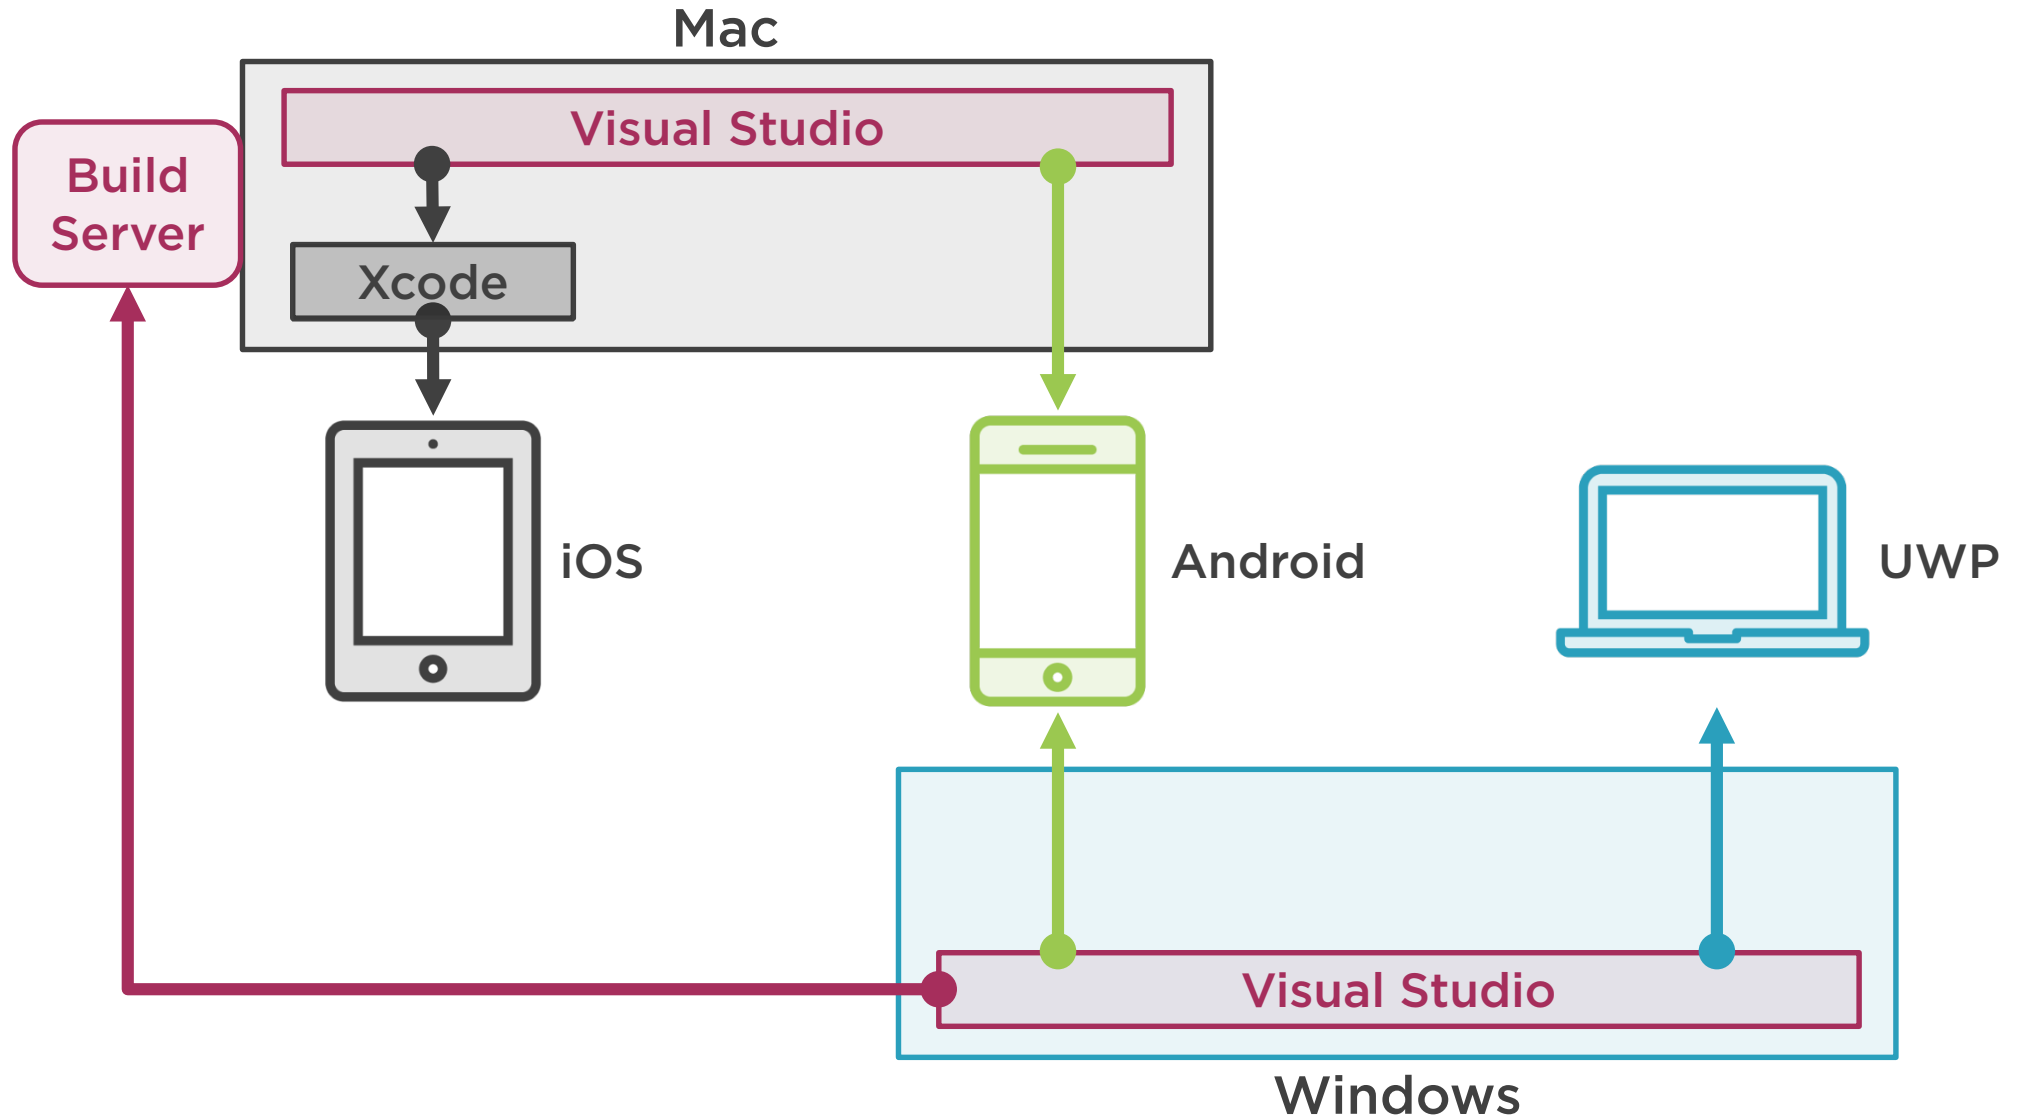 Mac
Visual Studio
Build
Server
Xcode
iOS
Android
UWP
Visual Studio
Windows